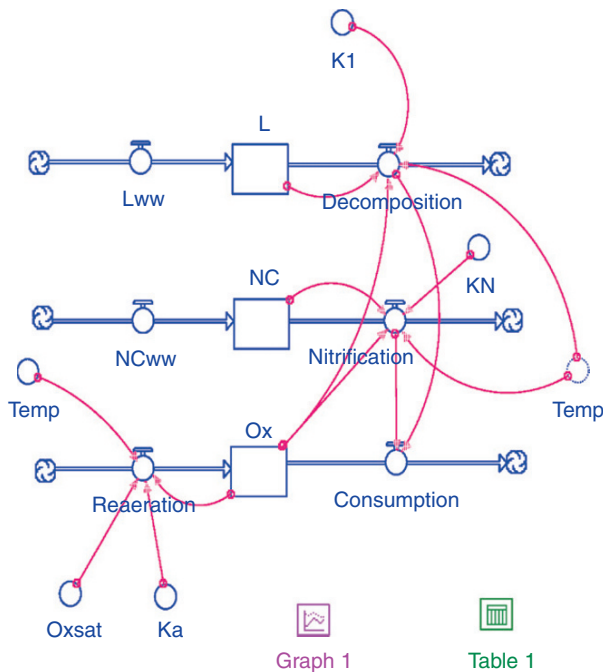 K1
L
Lww
Decomposition
NC
KN
NCww
Nitrification
Temp
Temp
Ox
Reaeration
Consumption
Oxsat
Ka
Graph 1
Table 1